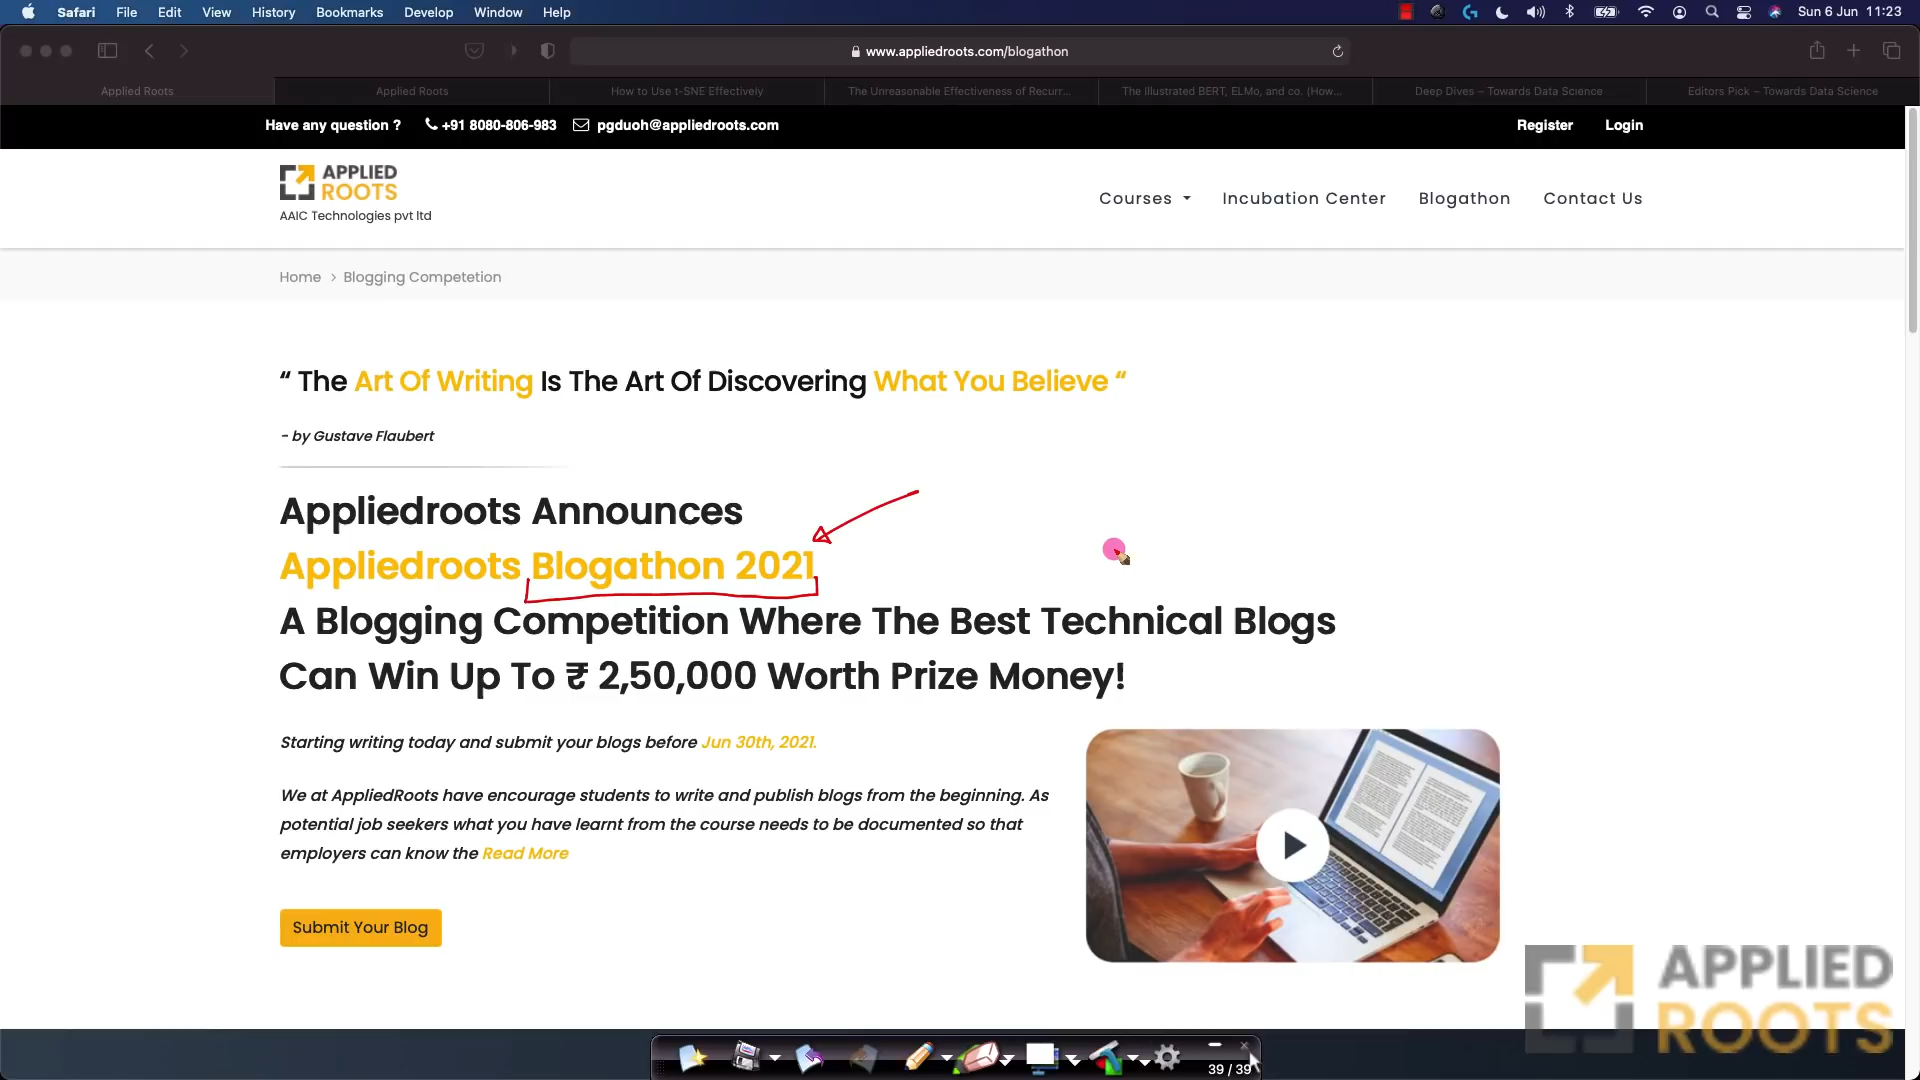 Safari File Edit View History Bookmarks Develop Window Help Sun 6 Jun 11:23
www.appliedroots.com/blogathon
Applied Roots Applied Roots How to Use t-SNE Effectively The Unreasonable Effectiveness of Recurr... The Illustrated BERT, ELMo, and co. (How... Deep Dives – Towards Data Science Editors Pick – Towards Data Science
Have any question ? +91 8080-806-983 pgduoh@appliedroots.com Register Login
APPLIED
ROOTS
AAIC Technologies pvt ltd
Courses Incubation Center Blogathon Contact Us
Home > Blogging Competetion
“ The Art Of Writing Is The Art Of Discovering What You Believe “
- by Gustave Flaubert
Appliedroots Announces
Appliedroots Blogathon 2021
A Blogging Competition Where The Best Technical Blogs
Can Win Up To ₹ 2,50,000 Worth Prize Money!
Starting writing today and submit your blogs before Jun 30th, 2021.
We at AppliedRoots have encourage students to write and publish blogs from the beginning. As
potential job seekers what you have learnt from the course needs to be documented so that
employers can know the Read More
Submit Your Blog
APPLIED
ROOTS
39 / 39